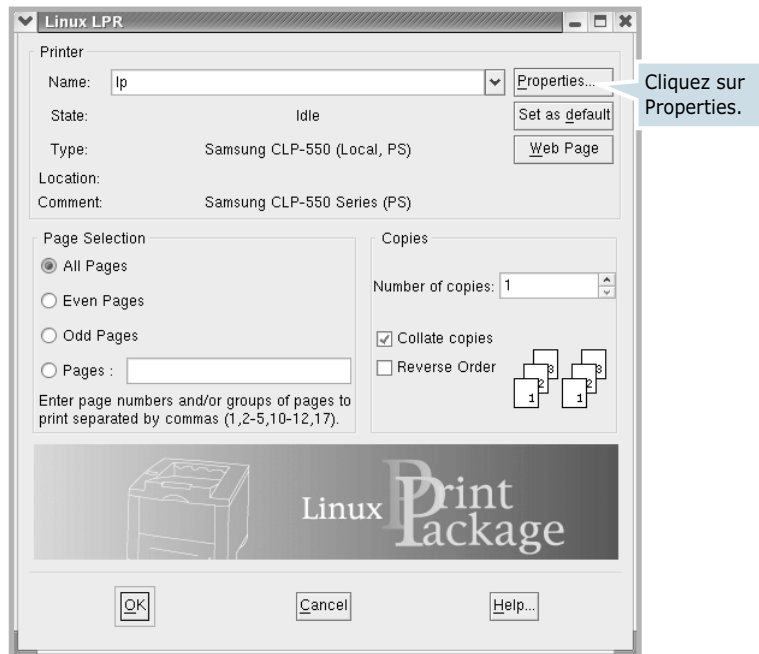 Linux LPR
Printer
Name: lp Properties...
Cliquez sur
Properties.
State: Idle Set as default
Type: Samsung CLP-550 (Local, PS) Web Page
Location:
Comment: Samsung CLP-550 Series (PS)
Page Selection
All Pages
Even Pages
Odd Pages
Pages :
Enter page numbers and/or groups of pages to
print separated by commas (1,2-5,10-12,17).
Copies
Number of copies: 1
Collate copies
Reverse Order
1 2 3 1 2 3
Linux Print
Package
OK Cancel Help...